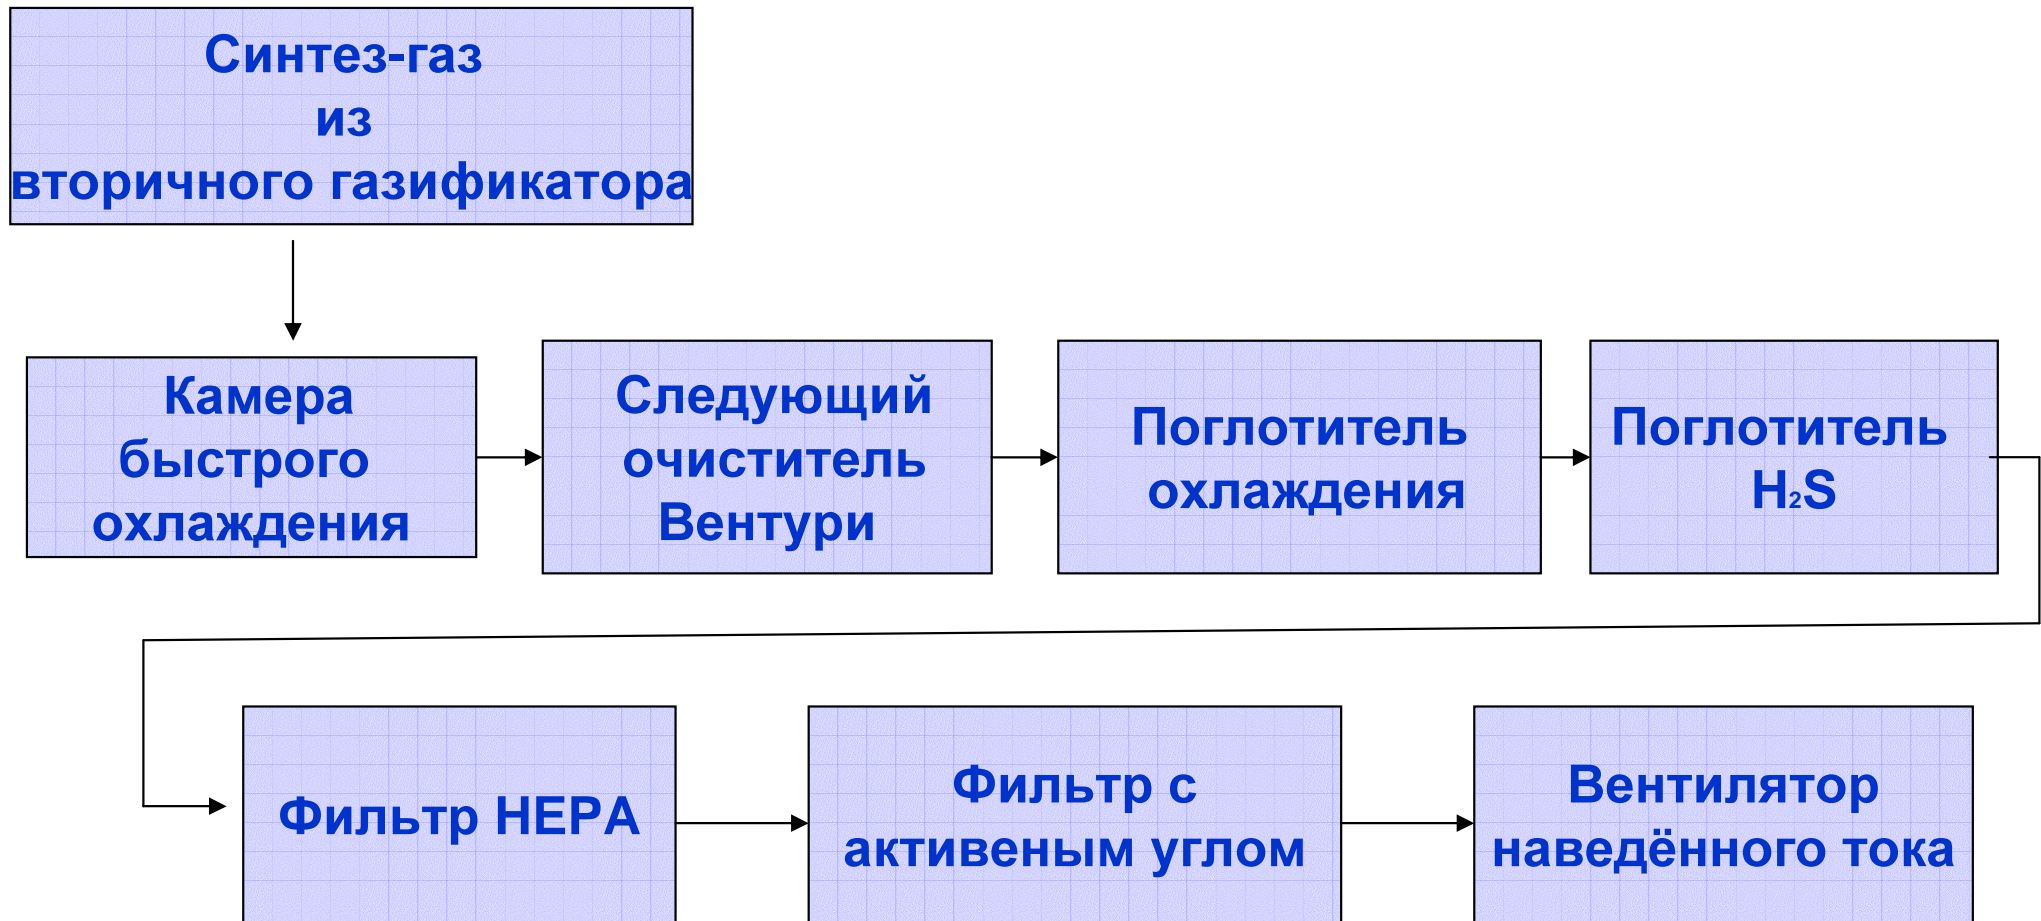 Синтез-газ
из
вторичного газификатора
Камера
быстрого
охлаждения
Следующий
очиститель
Вентури
Поглотитель
охлаждения
Поглотитель
H₂S
Фильтр HEPA
Фильтр с
активеным углом
Вентилятор
наведённого тока